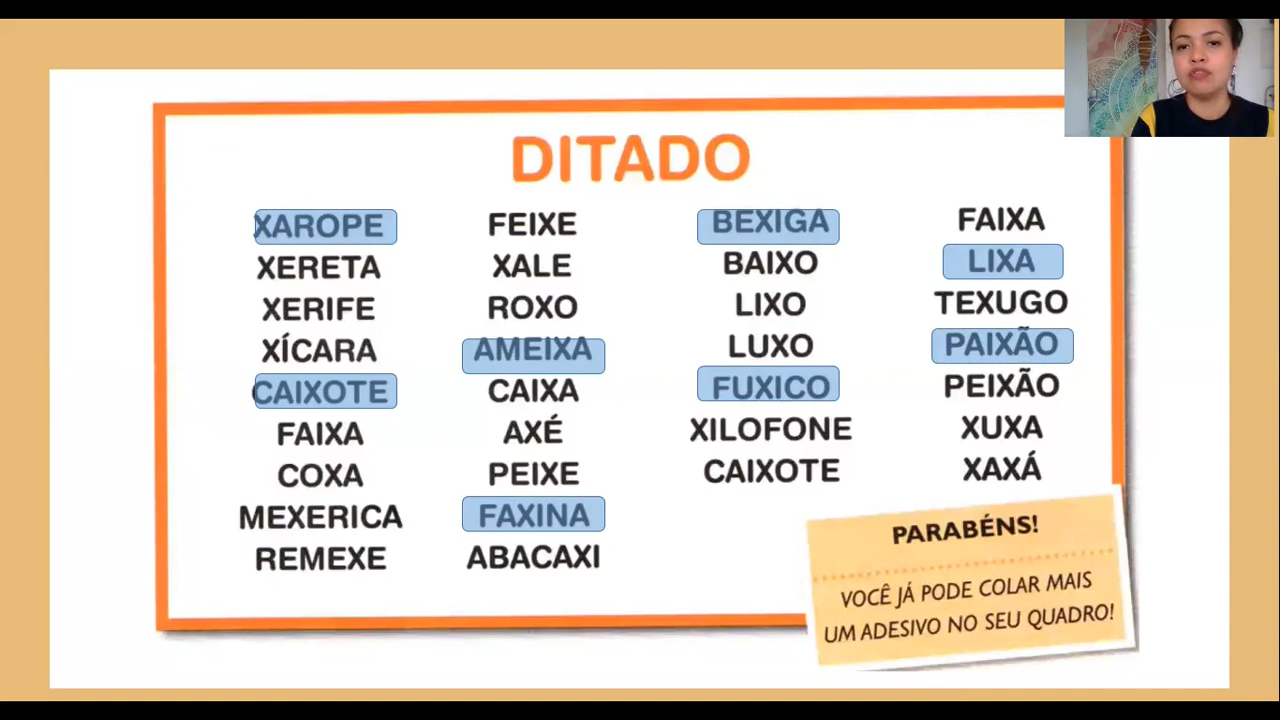 DITADO
XAROPE
XERETA
XERIFE
XÍCARA
CAIXOTE
FAIXA
COXA
MEXERICA
REMEXE
FEIXE
XALE
ROXO
AMEIXA
CAIXA
AXÉ
PEIXE
FAXINA
ABACAXI
BEXIGA
BAIXO
LIXO
LUXO
FUXICO
XILOFONE
CAIXOTE
FAIXA
LIXA
TEXUGO
PAIXÃO
PEIXÃO
XUXA
XAXÁ
PARABÉNS!
VOCÊ JÁ PODE COLAR MAIS
UM ADESIVO NO SEU QUADRO!